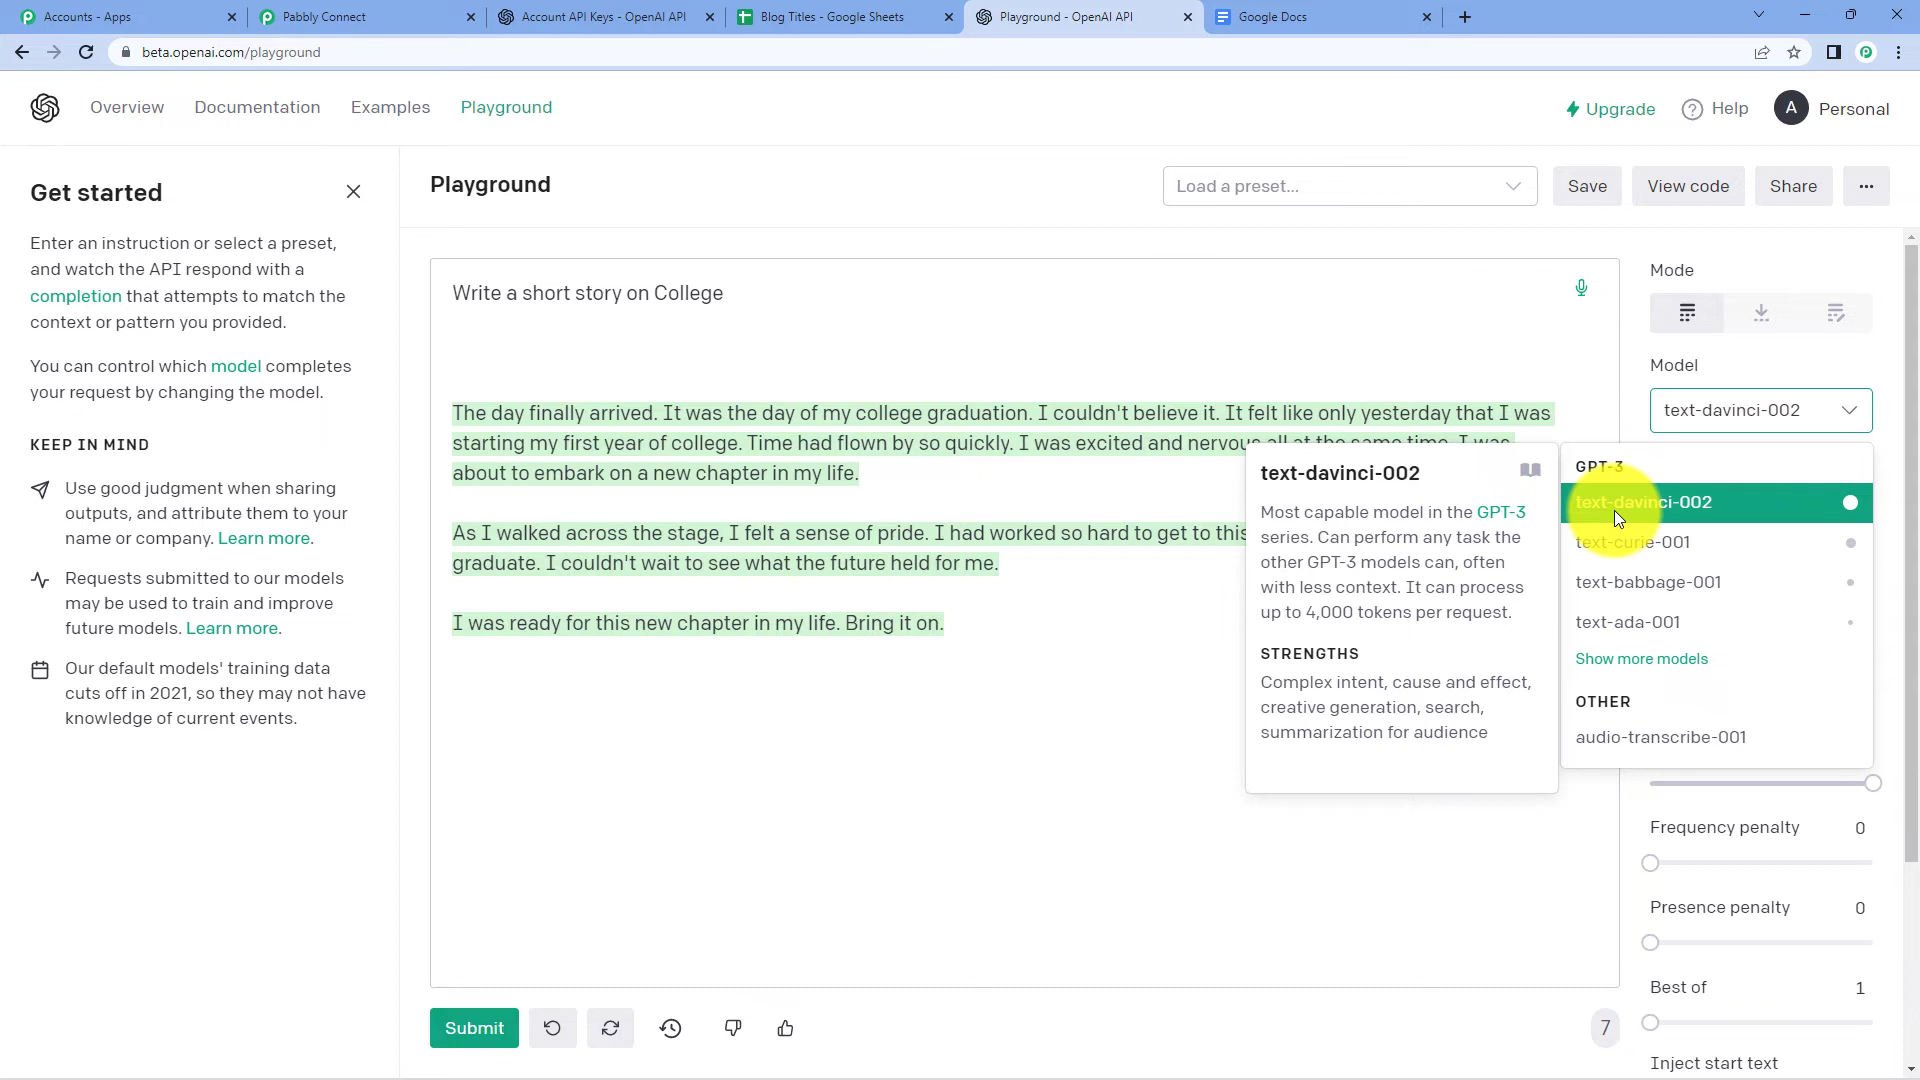 Accounts - Apps
Pabbly Connect
Account API Keys - OpenAI API
Blog Titles - Google Sheets
Playground - OpenAI API
Google Docs
beta.openai.com/playground
Overview
Documentation
Examples
Playground
Upgrade
Help
A
Personal
Get started
Enter an instruction or select a preset,
and watch the API respond with a
completion that attempts to match the
context or pattern you provided.
You can control which model completes
your request by changing the model.
KEEP IN MIND
Use good judgment when sharing
outputs, and attribute them to your
name or company. Learn more.
Requests submitted to our models
may be used to train and improve
future models. Learn more.
Our default models' training data
cuts off in 2021, so they may not have
knowledge of current events.
Playground
Load a preset...
Save
View code
Share
Write a short story on College
The day finally arrived. It was the day of my college graduation. I couldn't believe it. It felt like only yesterday that I was
starting my first year of college. Time had flown by so quickly. I was excited and nervous all at the same time. I was
about to embark on a new chapter in my life.
As I walked across the stage, I felt a sense of pride. I had worked so hard to get to this
graduate. I couldn't wait to see what the future held for me.
I was ready for this new chapter in my life. Bring it on.
text-davinci-002
Most capable model in the GPT-3
series. Can perform any task the
other GPT-3 models can, often
with less context. It can process
up to 4,000 tokens per request.
STRENGTHS
Complex intent, cause and effect,
creative generation, search,
summarization for audience
Mode
Model
text-davinci-002
GPT-3
text-davinci-002
text-curie-001
text-babbage-001
text-ada-001
Show more models
OTHER
audio-transcribe-001
Frequency penalty 0
Presence penalty 0
Best of 1
Inject start text
Submit
7